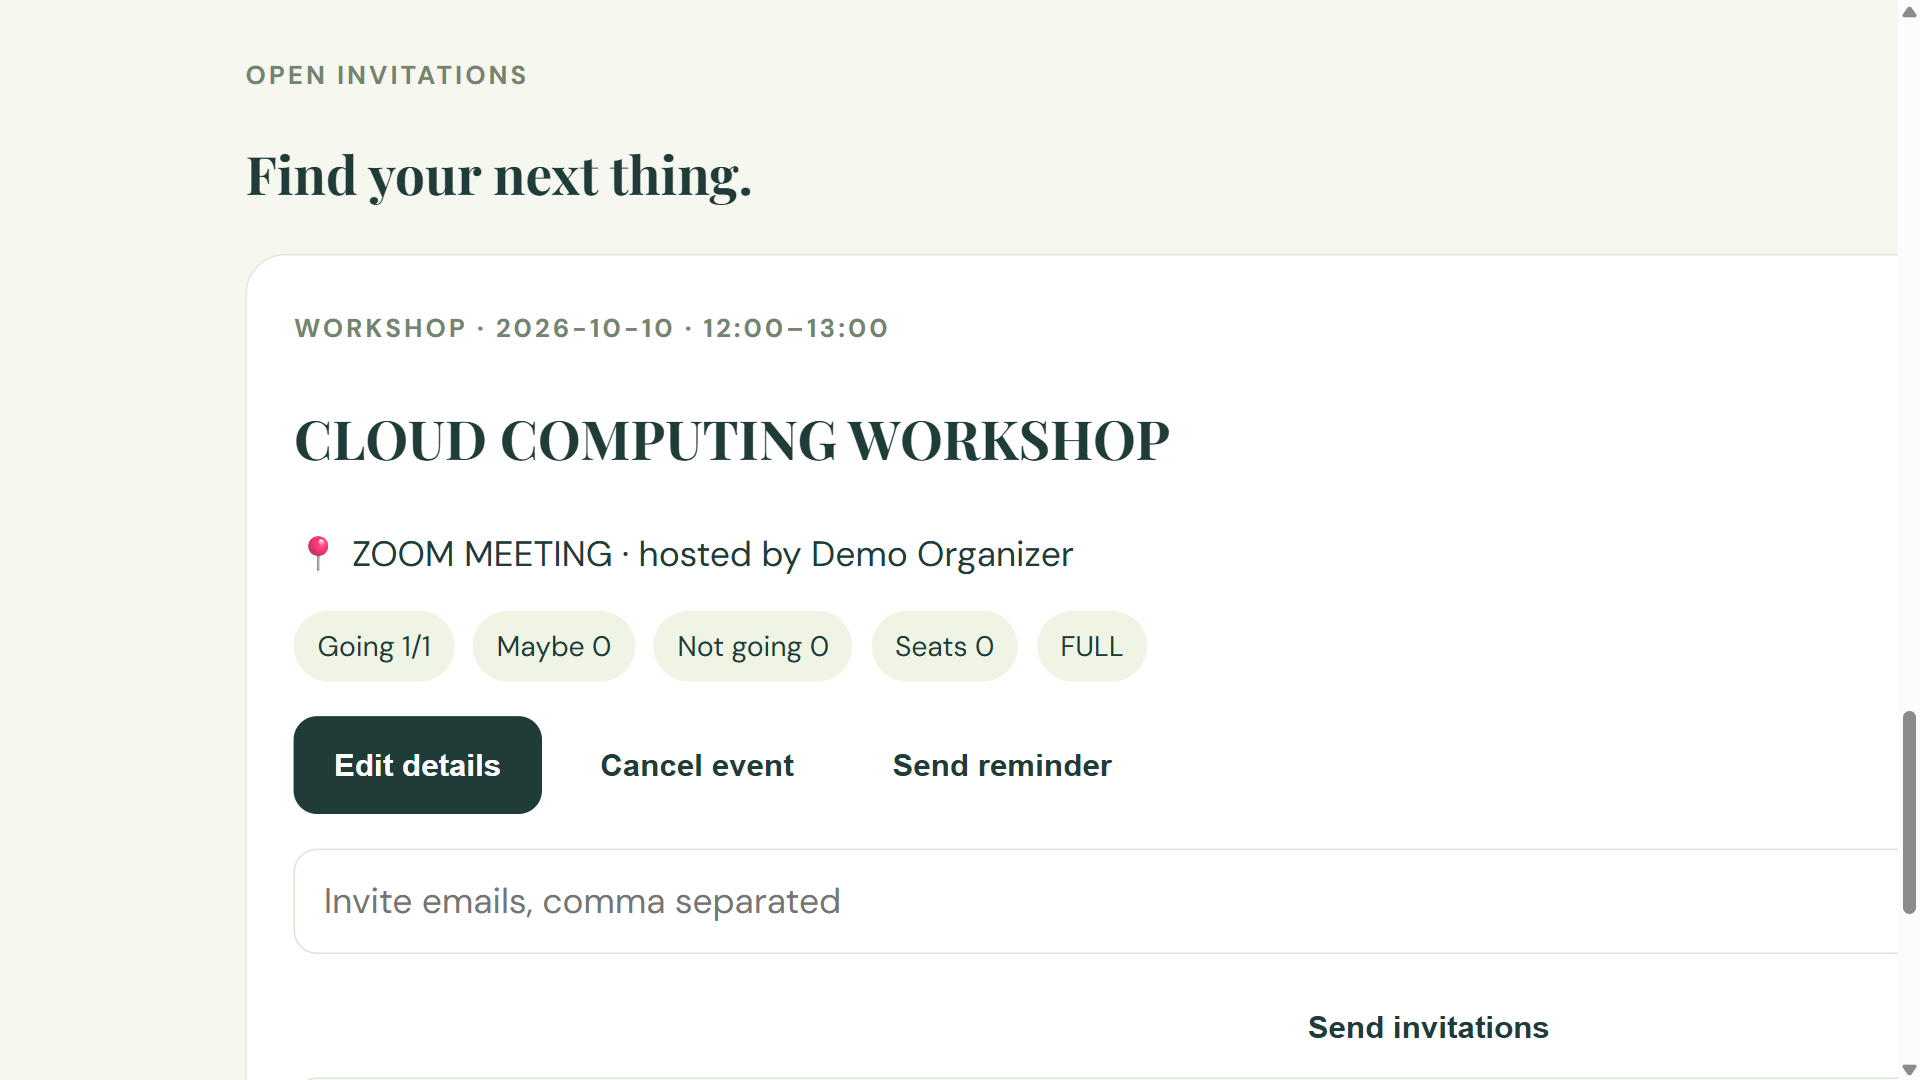 OPEN INVITATIONS
Find your next thing.
WORKSHOP · 2026-10-10 · 12:00–13:00
CLOUD COMPUTING WORKSHOP
📍 ZOOM MEETING · hosted by Demo Organizer
Going 1/1 Maybe 0 Not going 0 Seats 0 FULL
Edit details Cancel event Send reminder
Invite emails, comma separated
Send invitations